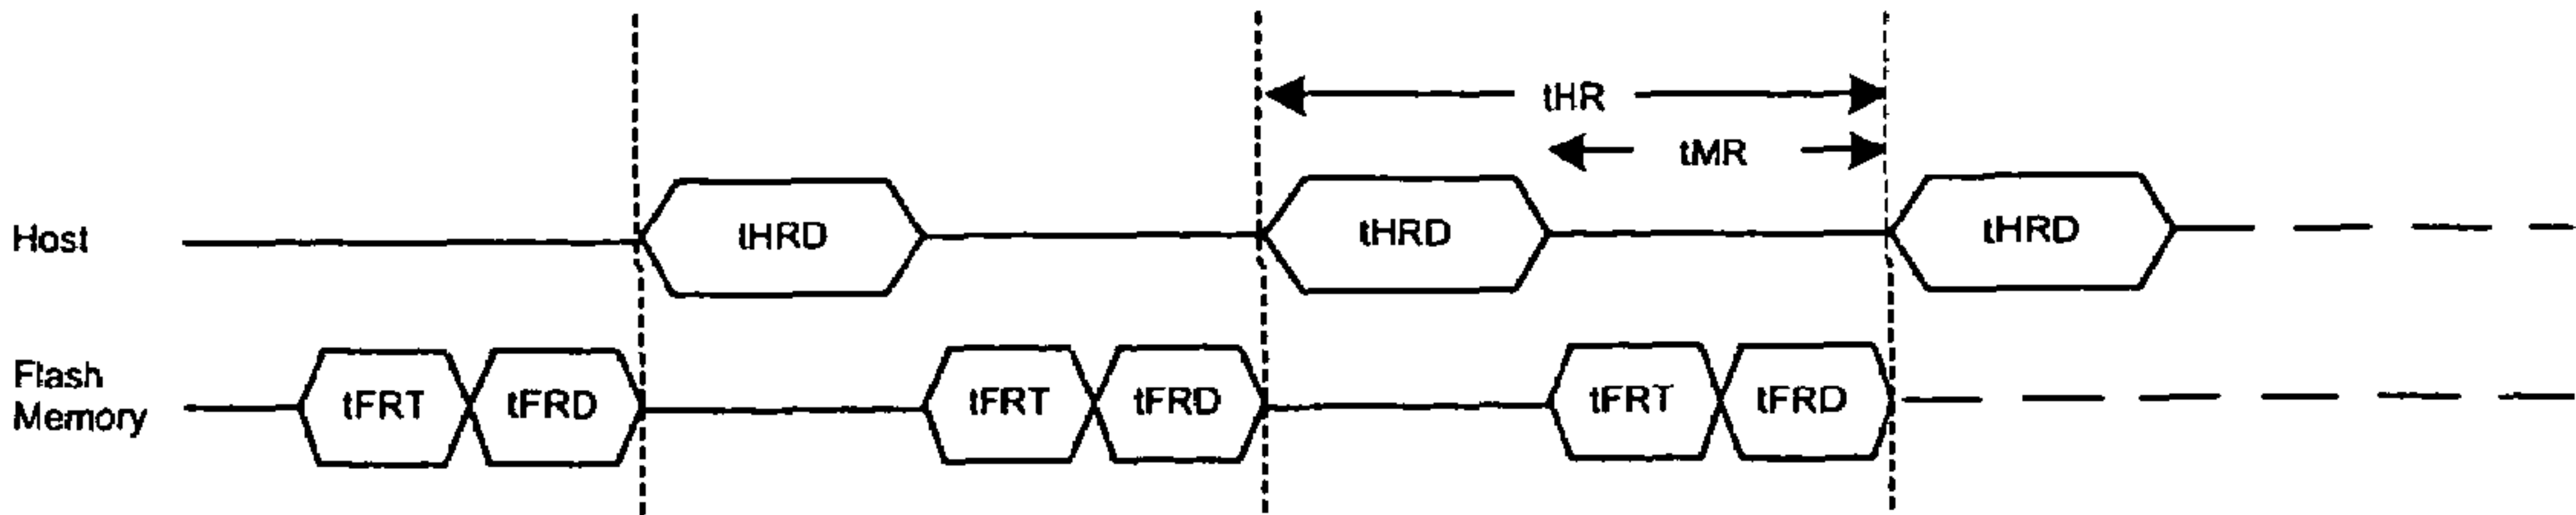 tHR
tMR
Host tHRD tHRD tHRD
Flash
Memory
tFRT tFRD tFRT tFRD tFRT tFRD